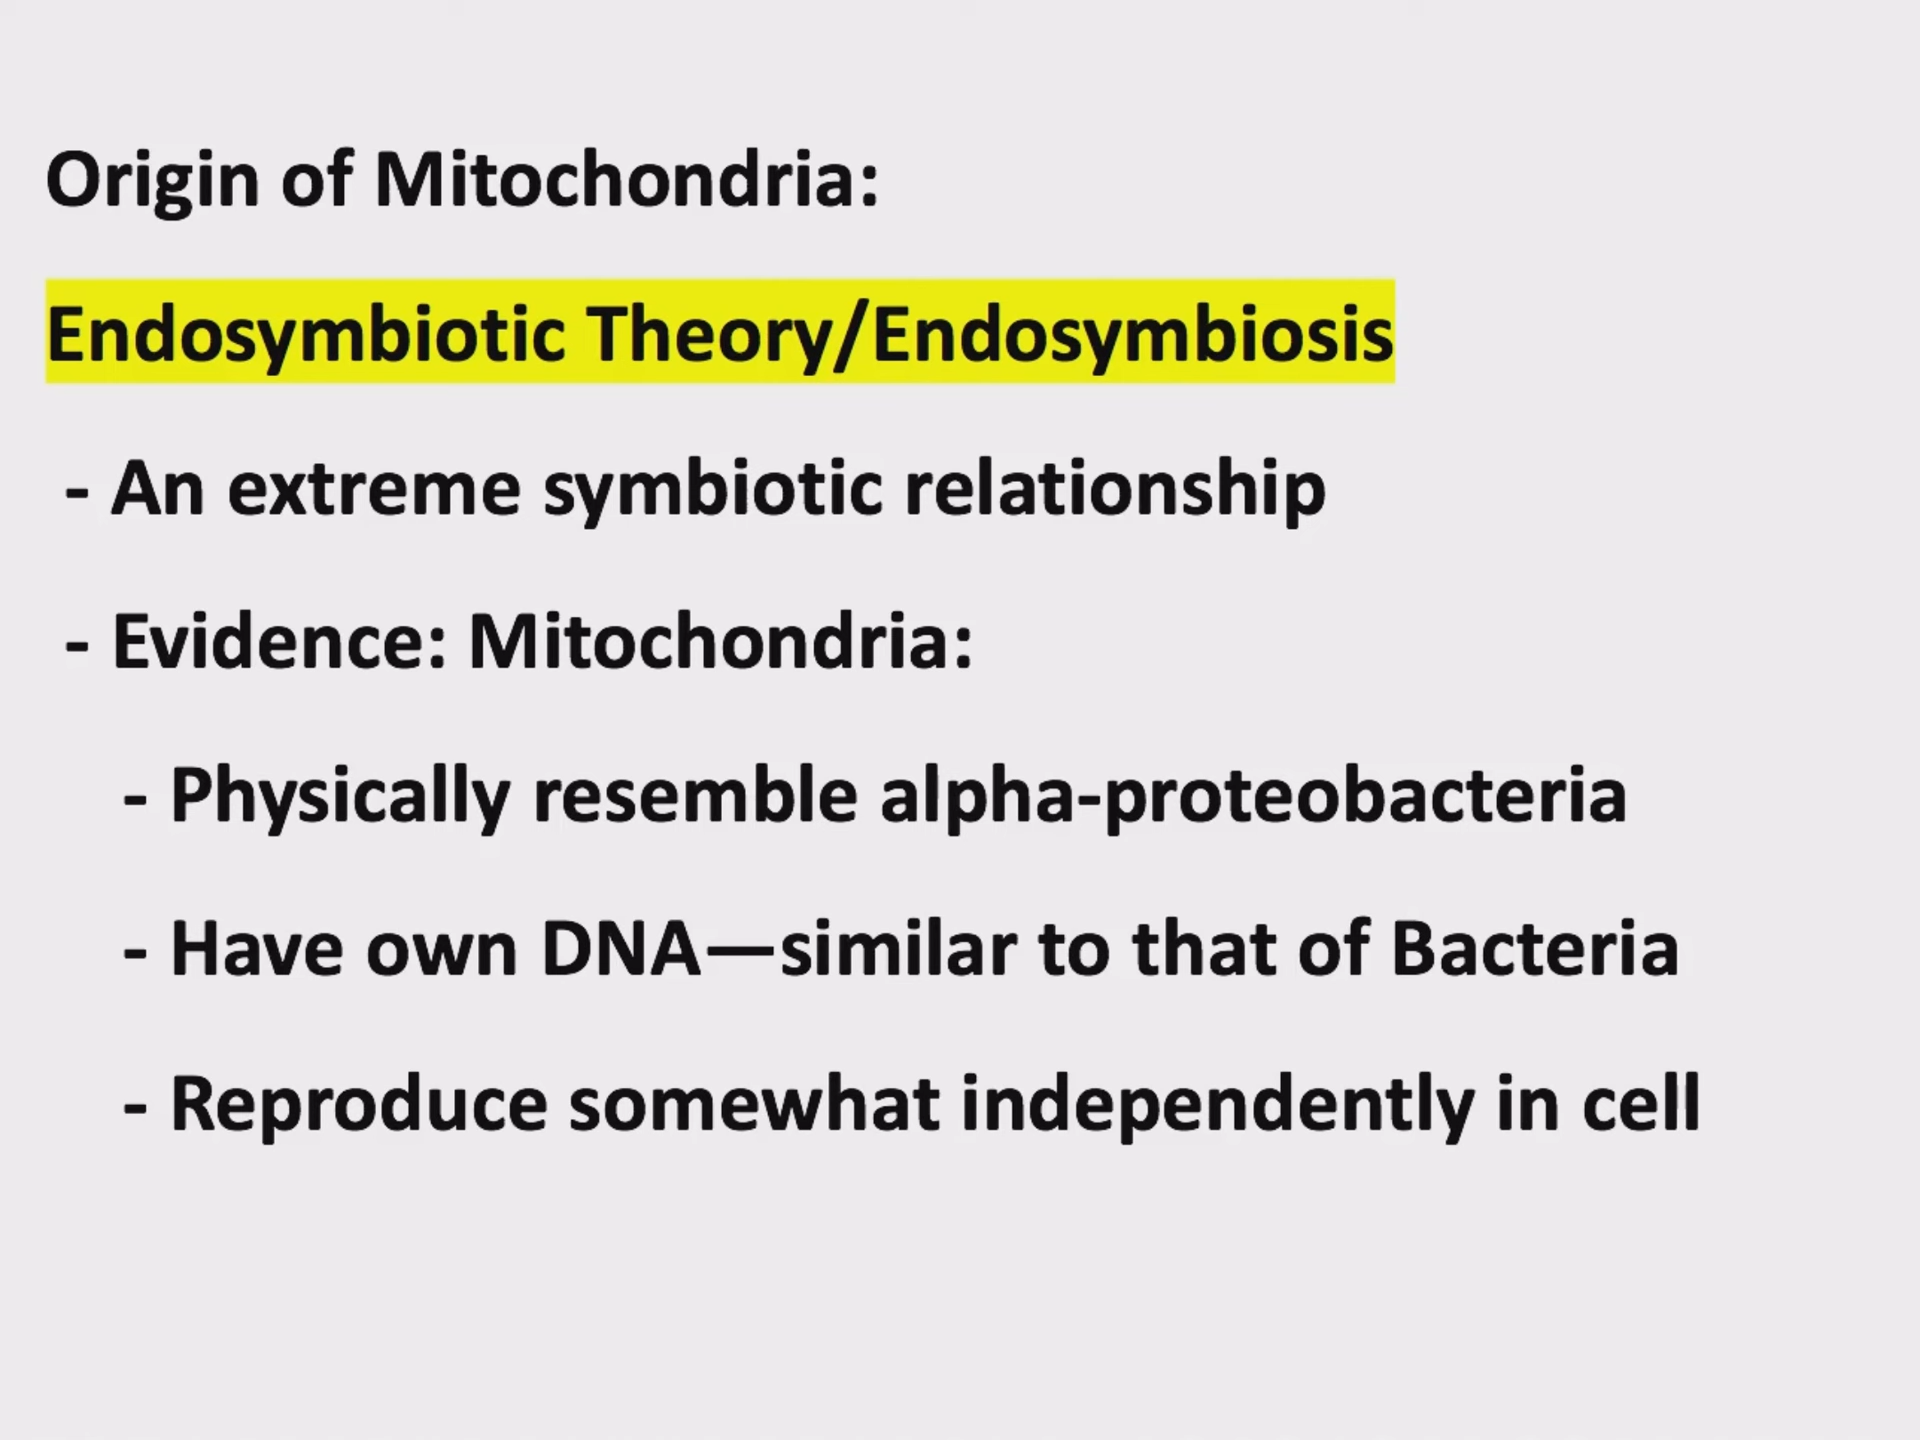 Origin of Mitochondria:
Endosymbiotic Theory/Endosymbiosis
- An extreme symbiotic relationship
- Evidence: Mitochondria:
- Physically resemble alpha-proteobacteria
- Have own DNA—similar to that of Bacteria
- Reproduce somewhat independently in cell